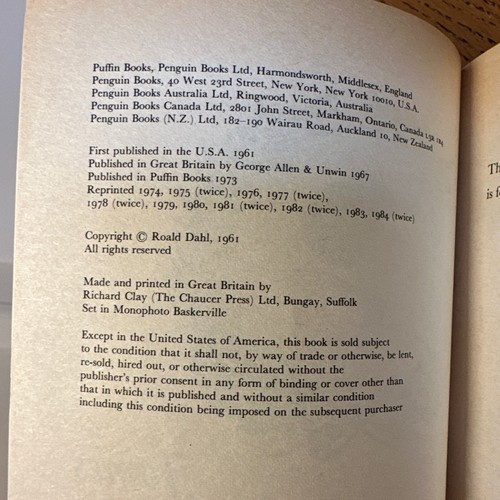 Puffin Books, Penguin Books Ltd, Harmondsworth, Middlesex, England
Penguin Books, 40 West 23rd Street, New York, New York 10010, U.S.A.
Penguin Books Australia Ltd, Ringwood, Victoria, Australia
Penguin Books Canada Ltd, 2801 John Street, Markham, Ontario, Canada L3R 1B4
Penguin Books (N.Z.) Ltd, 182–190 Wairau Road, Auckland 10, New Zealand
First published in the U.S.A. 1961
Published in Great Britain by George Allen & Unwin 1967
Published in Puffin Books 1973
Reprinted 1974, 1975 (twice), 1976, 1977 (twice),
1978 (twice), 1979, 1980, 1981 (twice), 1982 (twice), 1983, 1984 (twice)
Copyright © Roald Dahl, 1961
All rights reserved
Made and printed in Great Britain by
Richard Clay (The Chaucer Press) Ltd, Bungay, Suffolk
Set in Monophoto Baskerville
Except in the United States of America, this book is sold subject
to the condition that it shall not, by way of trade or otherwise, be lent,
re-sold, hired out, or otherwise circulated without the
publisher's prior consent in any form of binding or cover other than
that in which it is published and without a similar condition
including this condition being imposed on the subsequent purchaser
is